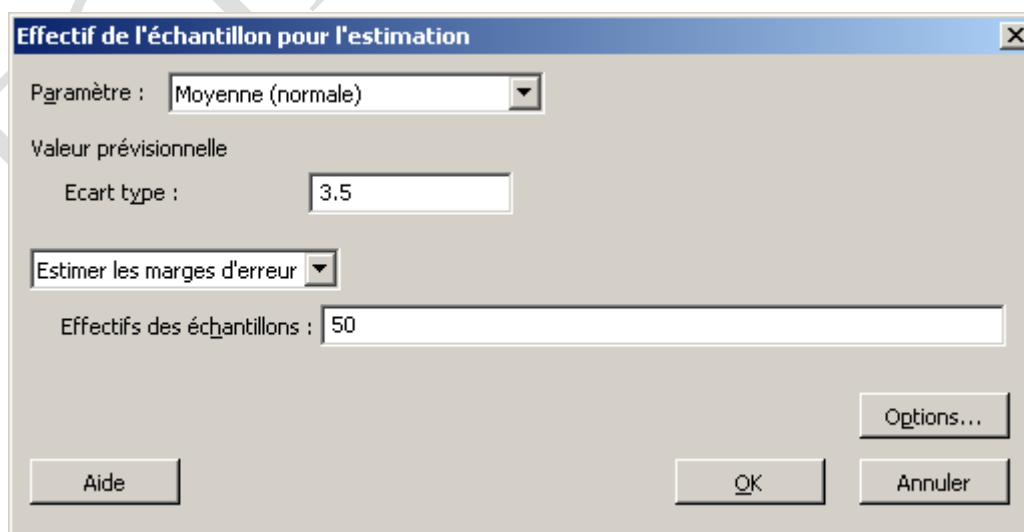 Effectif de l'échantillon pour l'estimation
Paramètre : Moyenne (normale)
Valeur prévisionnelle
Ecart type : 3.5
Estimer les marges d'erreur
Effectifs des échantillons : 50
Options...
Aide OK Annuler